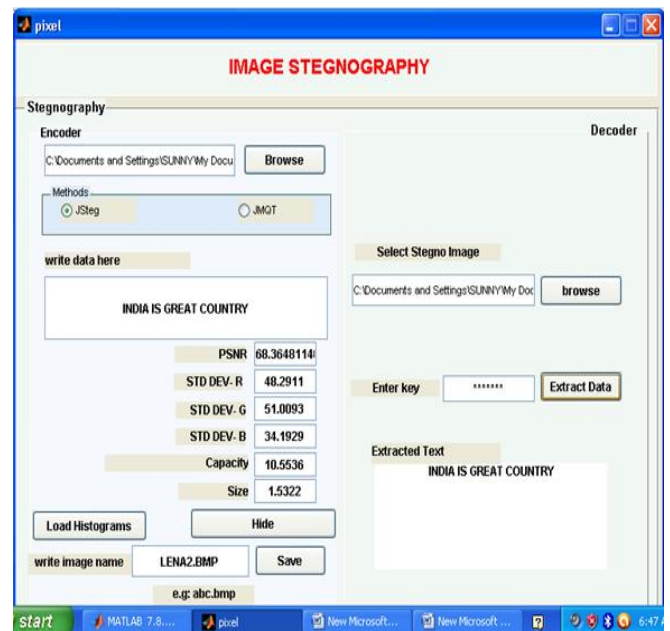 pixel
IMAGE STEGNOGRAPHY
Stegnography
Encoder
C:\Documents and Settings\SUNNY\My Docu
Browse
Methods
JSteg
JMQT
write data here
INDIA IS GREAT COUNTRY
PSNR
STD DEV- R 48.2911
STD DEV- G 51.0093
STD DEV- B 34.1929
Capacity 10.5536
Size 1.5322
Load Histograms
Hide
write image name LENA2.BMP Save
e.g: abc.bmp
Decoder
Select Stegno Image
C:\Documents and Settings\SUNNY\My Doc
browse
Enter key ******* Extract Data
Extracted Text
INDIA IS GREAT COUNTRY
start MATLAB 7.8.... pixel New Microsoft... New Microsoft ... 6:47